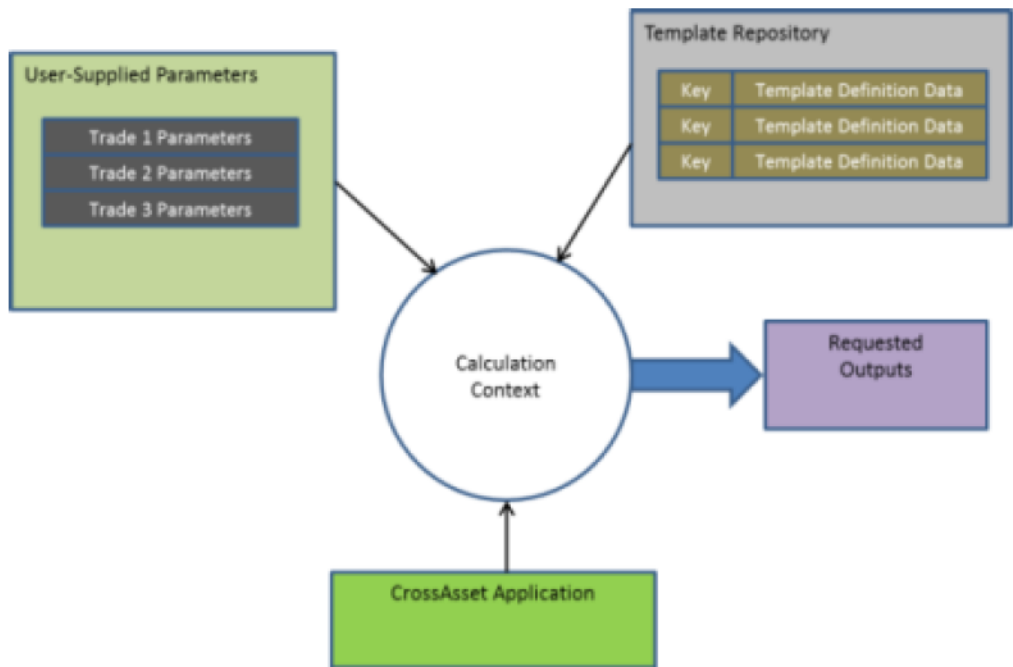 User-Supplied Parameters
Trade 1 Parameters
Trade 2 Parameters
Trade 3 Parameters
Template Repository
Key Template Definition Data
Key Template Definition Data
Key Template Definition Data
Calculation
Context
Requested
Outputs
CrossAsset Application